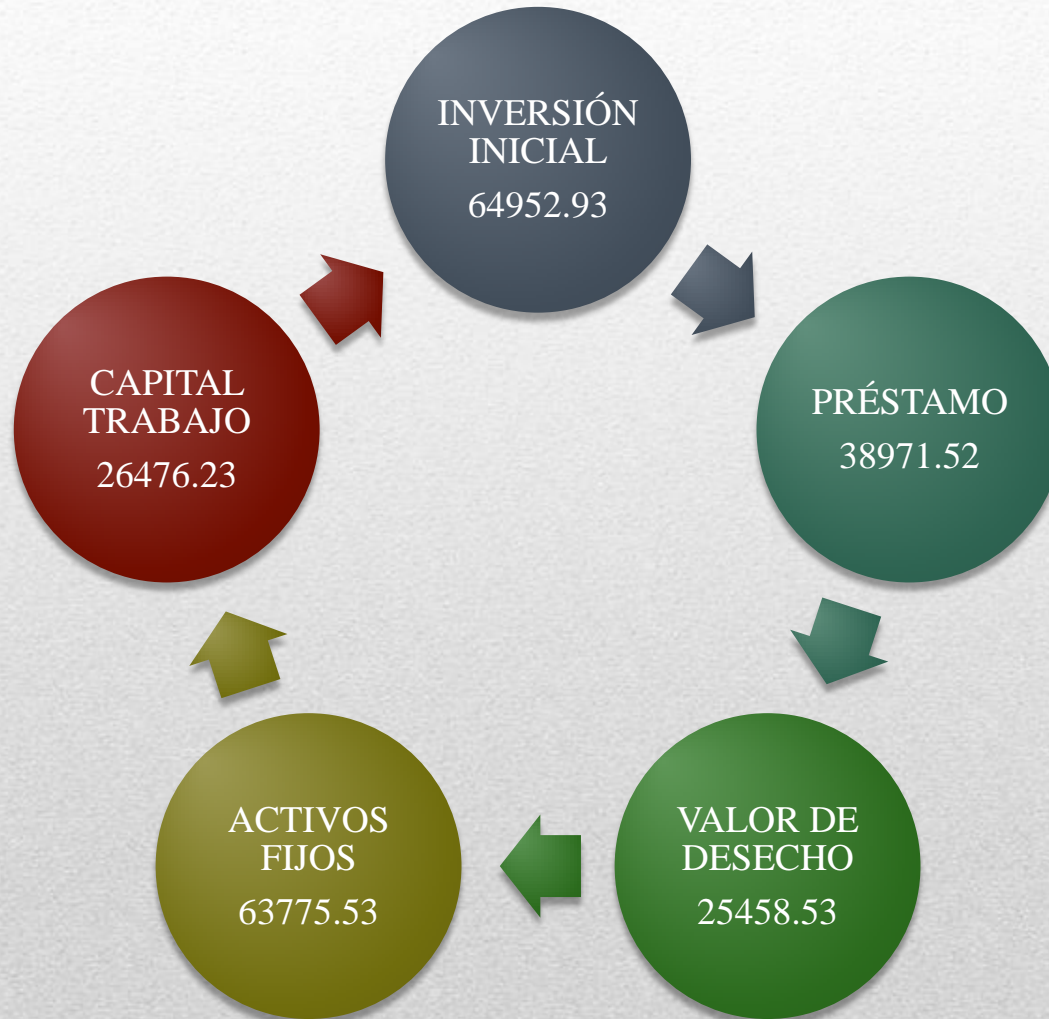 INVERSIÓN
INICIAL
64952.93
PRÉSTAMO
38971.52
VALOR DE
DESECHO
25458.53
ACTIVOS
FIJOS
63775.53
CAPITAL
TRABAJO
26476.23